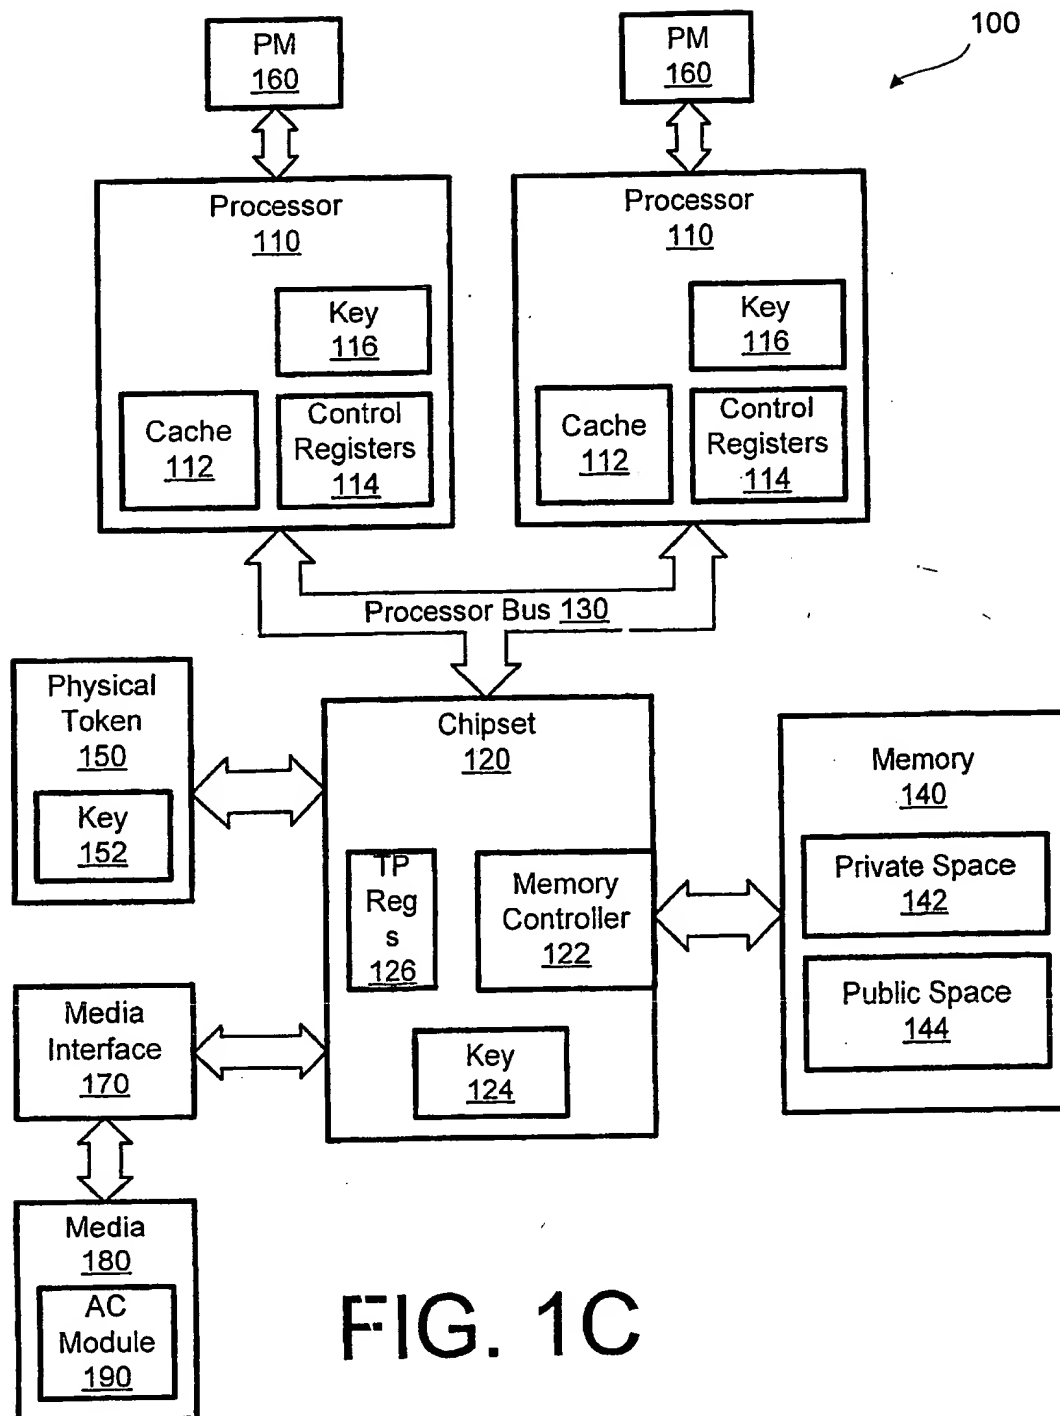 100
PM
160
PM
160
Processor
110
Key
116
Cache
112
Control
Registers
114
Processor
110
Key
116
Cache
112
Control
Registers
114
Processor Bus 130
Physical
Token
150
Key
152
Chipset
120
TP
Reg
s
126
Memory
Controller
122
Key
124
Memory
140
Private Space
142
Public Space
144
Media
Interface
170
Media
180
AC
Module
190
FIG. 1C